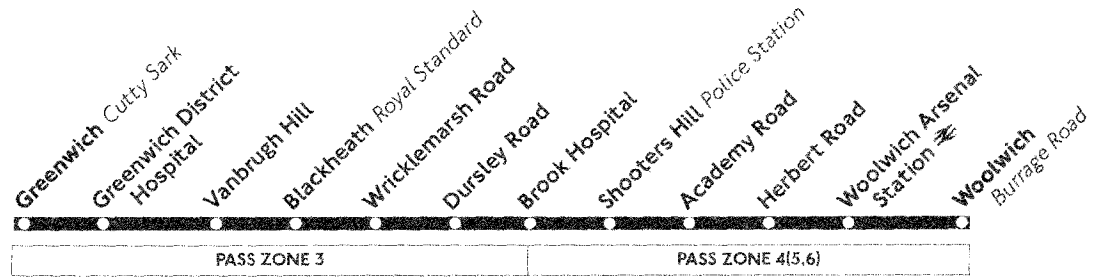 Greenwich Cutty Sark
Greenwich District
Hospital
Vanbrugh Hill
Blackheath Royal Standard
Wricklemarsh Road
Dursley Road
Brook Hospital
Shooters Hill Police Station
Academy Road
Herbert Road
Woolwich Arsenal
Station
Woolwich
Burrage Road
PASS ZONE 3
PASS ZONE 4(5,6)